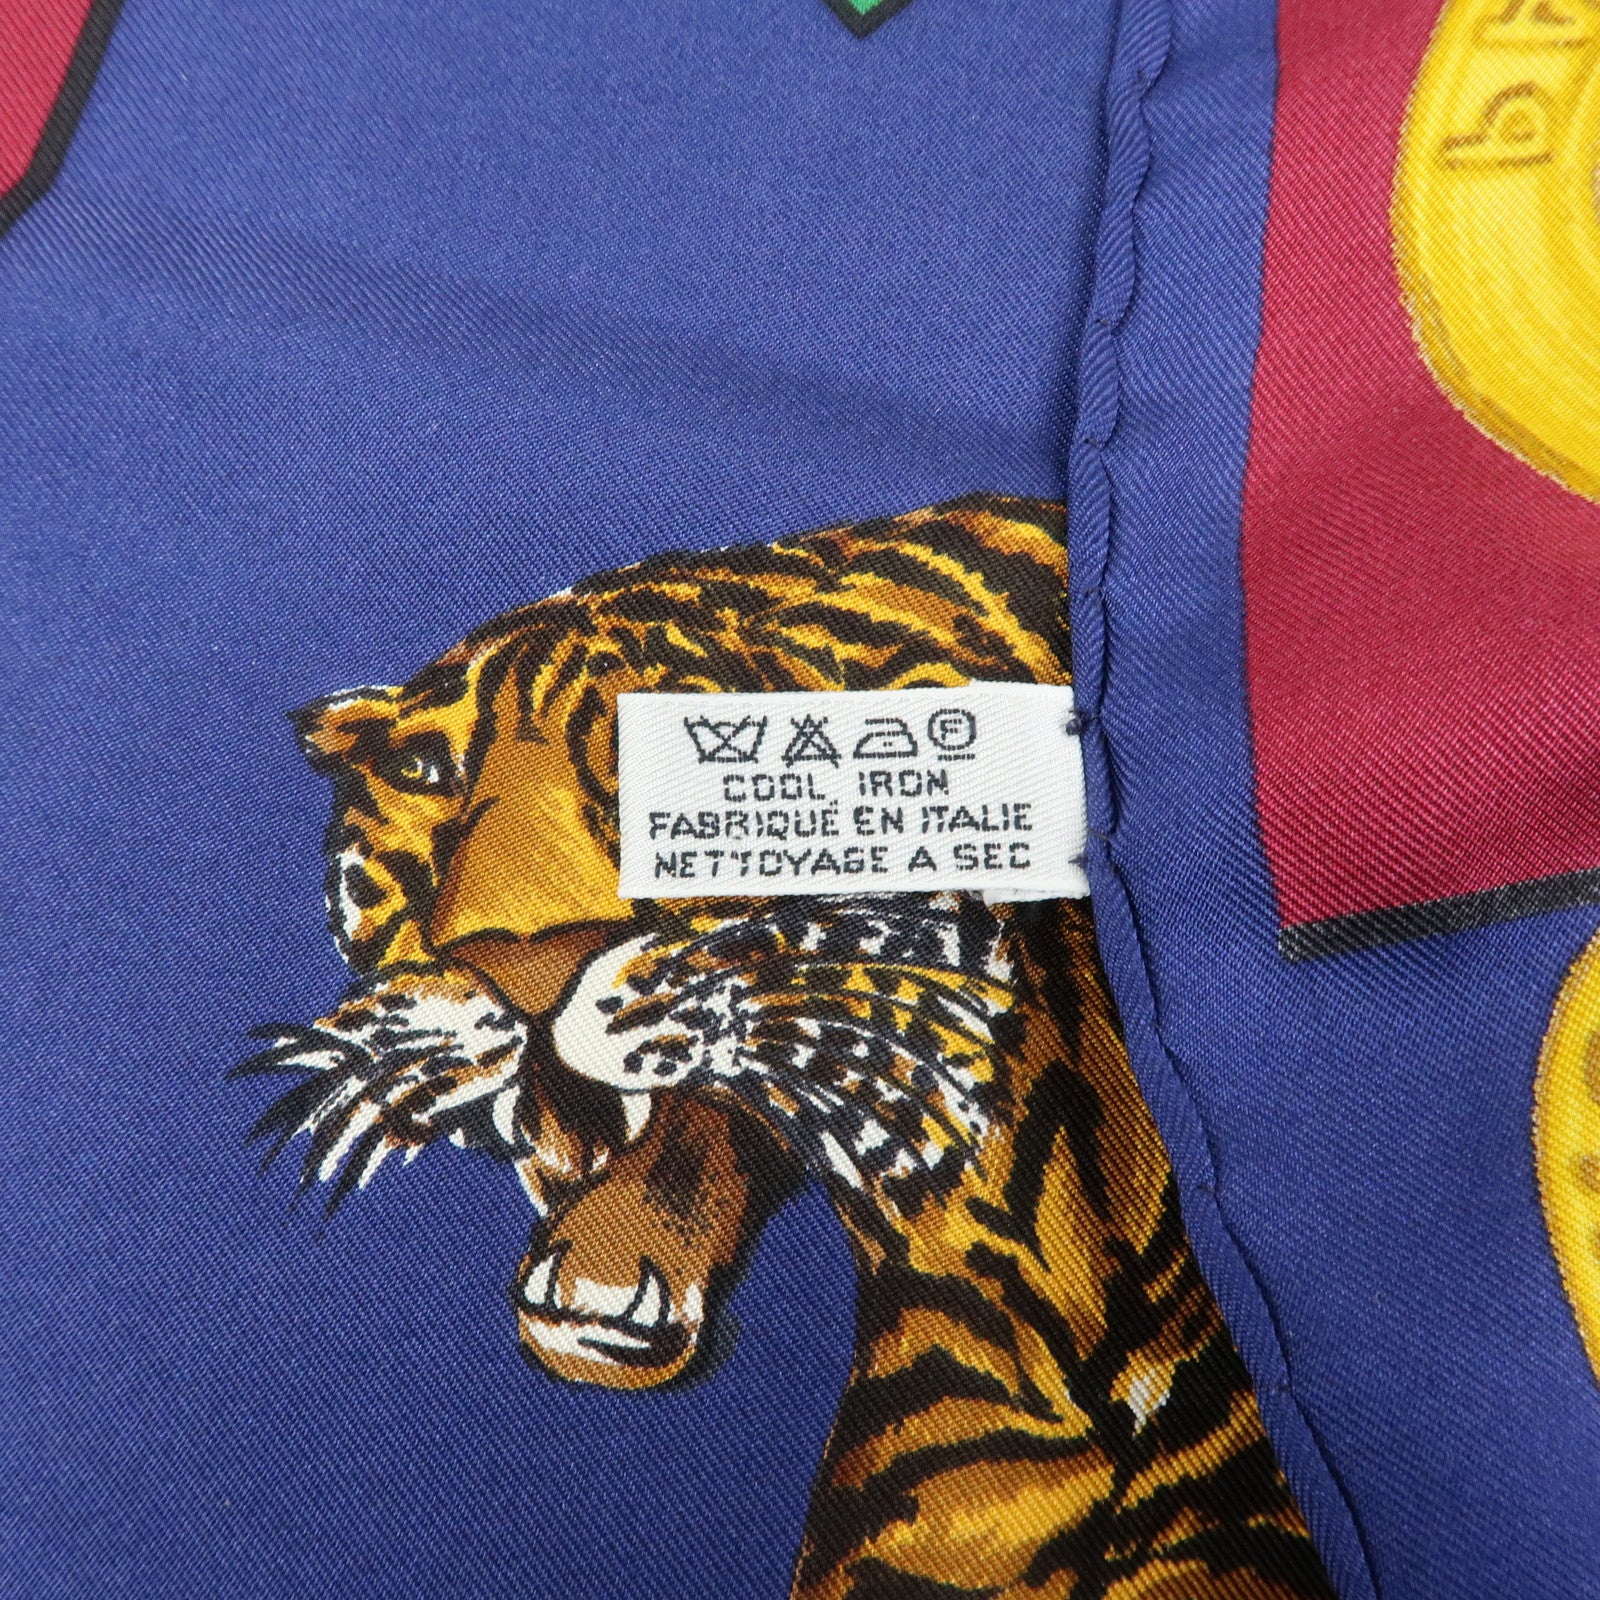 F
COOL IRON
FABRIQUÉ EN ITALIE
NETTOYAGE A SEC